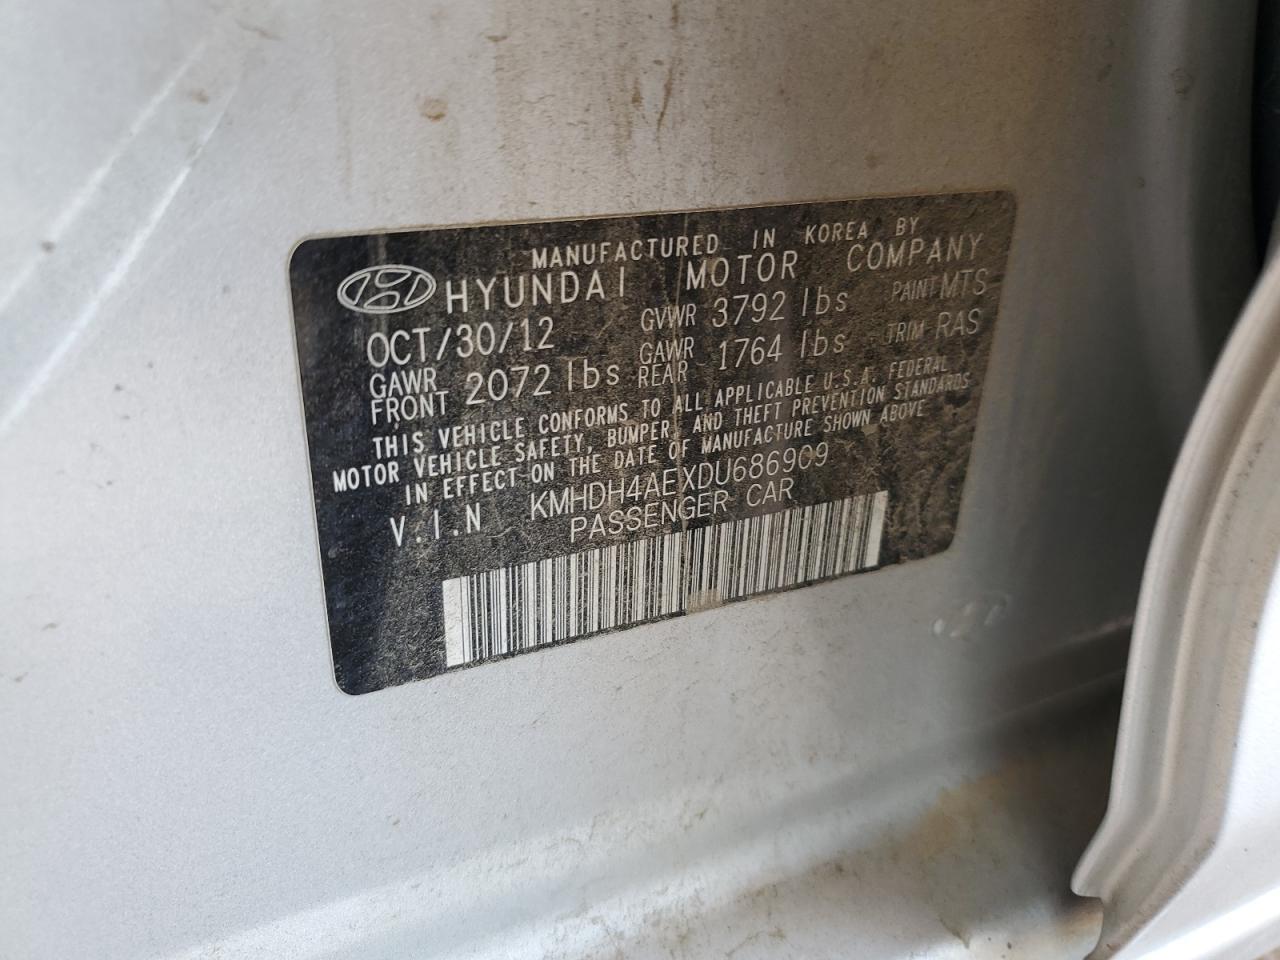 MANUFACTURED IN KOREA BY
HYUNDAI MOTOR COMPANY
OCT/30/12 GVWR 3792 lbs PAINT MTS
GAWR FRONT 2072 lbs GAWR REAR 1764 lbs TRIM RAS
THIS VEHICLE CONFORMS TO ALL APPLICABLE U.S.A. FEDERAL
MOTOR VEHICLE SAFETY, BUMPER, AND THEFT PREVENTION STANDARDS
IN EFFECT ON THE DATE OF MANUFACTURE SHOWN ABOVE
V.I.N KMHDH4AEXDU686909
PASSENGER CAR